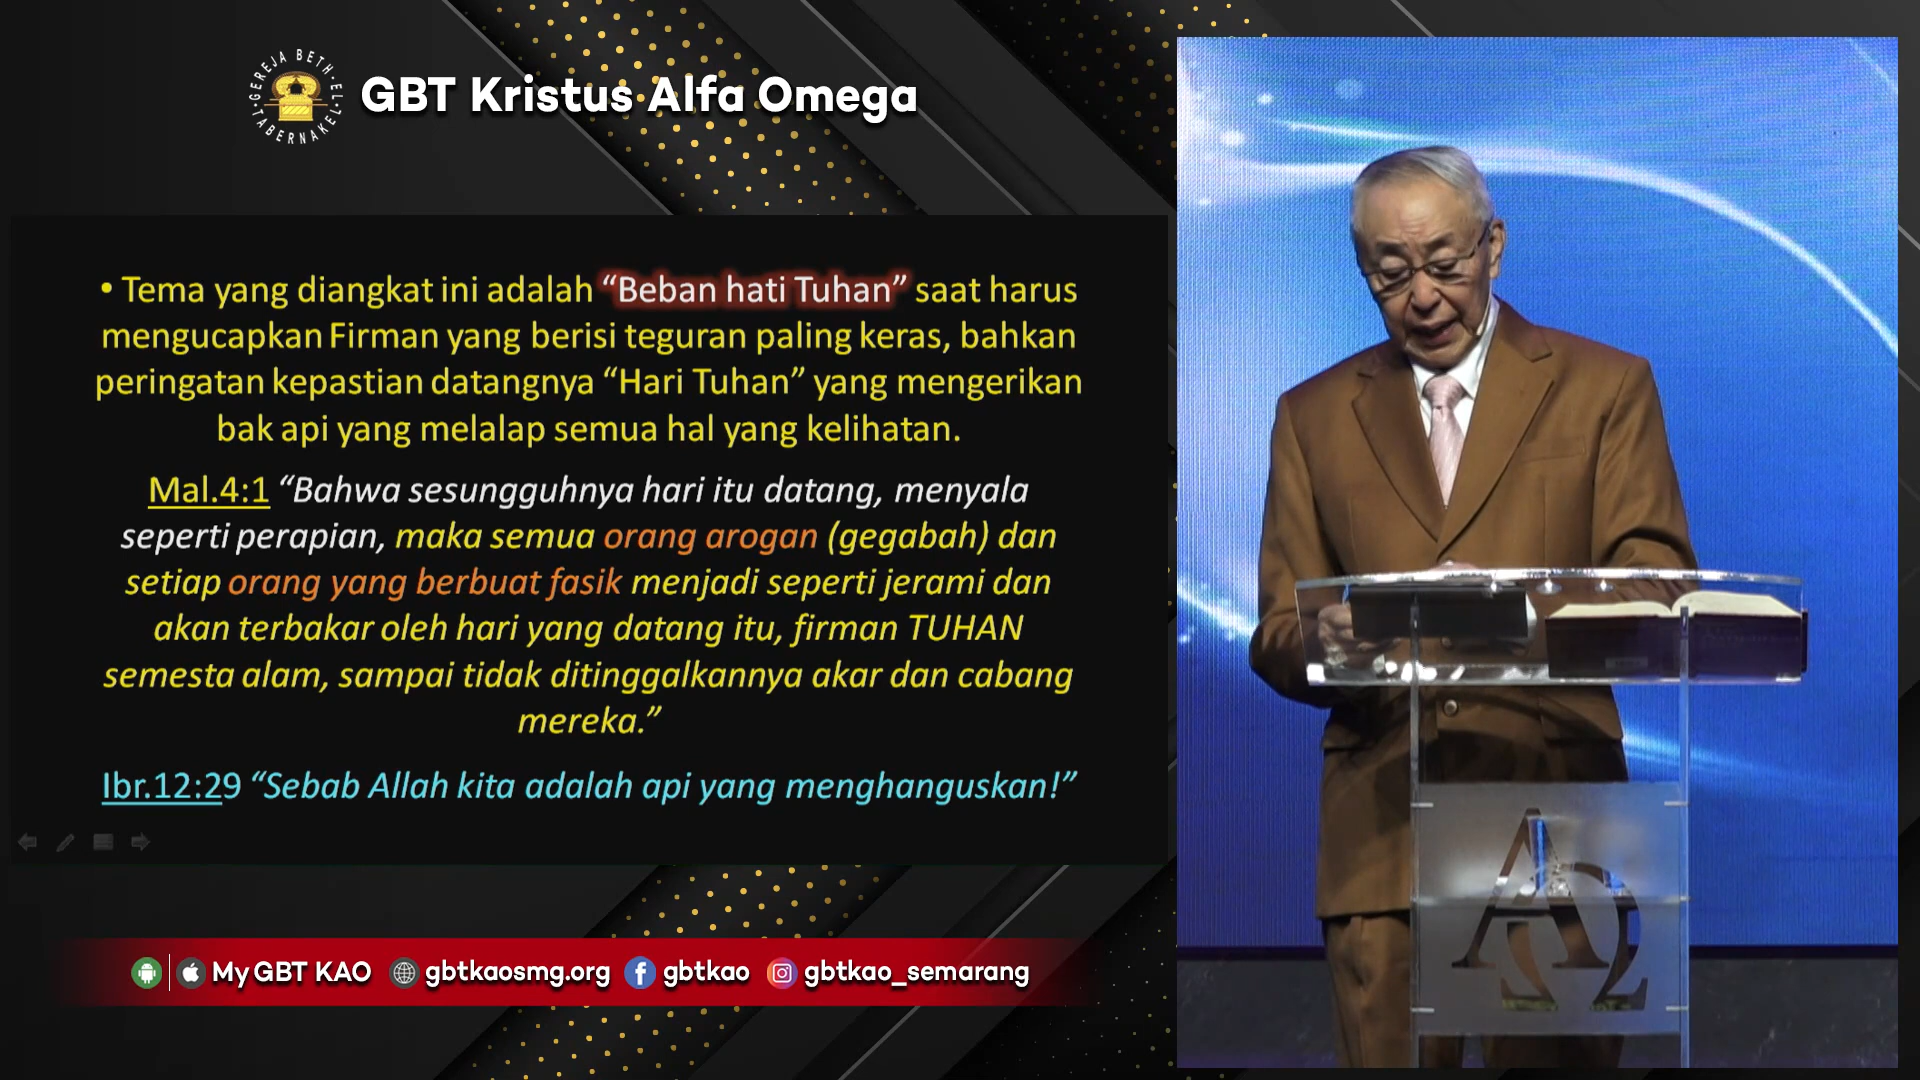 GEREJA BETH-EL
TABERNAKEL
GBT Kristus Alfa Omega
• Tema yang diangkat ini adalah “Beban hati Tuhan” saat harus
mengucapkan Firman yang berisi teguran paling keras, bahkan
peringatan kepastian datangnya “Hari Tuhan” yang mengerikan
bak api yang melalap semua hal yang kelihatan.
Mal.4:1 “Bahwa sesungguhnya hari itu datang, menyala
seperti perapian, maka semua orang arogan (gegabah) dan
setiap orang yang berbuat fasik menjadi seperti jerami dan
akan terbakar oleh hari yang datang itu, firman TUHAN
semesta alam, sampai tidak ditinggalkannya akar dan cabang
mereka.”
Ibr.12:29 “Sebab Allah kita adalah api yang menghanguskan!”
My GBT KAO gbtkaosmg.org gbtkao gbtkao_semarang
ΑΩ